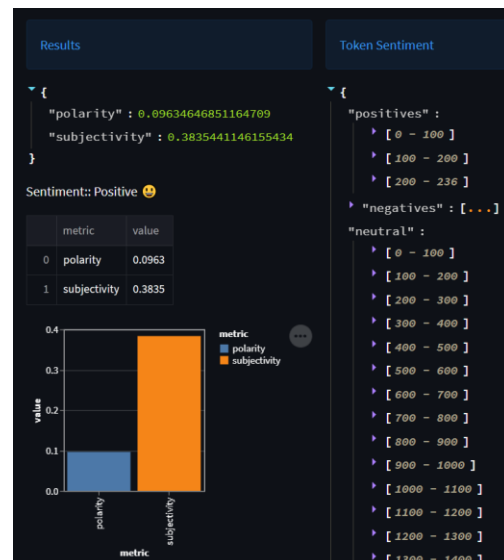 Results
{
"polarity" : 0.09634646851164709
"subjectivity" : 0.3835441146155434
}
Sentiment:: Positive 😃
metric value
0 polarity 0.0963
1 subjectivity 0.3835
metric
polarity
subjectivity
0.4
0.3
0.2
0.1
0.0
value
polarity
subjectivity
metric
Token Sentiment
{
"positives" :
[ 0 - 100 ]
[ 100 - 200 ]
[ 200 - 236 ]
"negatives" : [...]
"neutral" :
[ 0 - 100 ]
[ 100 - 200 ]
[ 200 - 300 ]
[ 300 - 400 ]
[ 400 - 500 ]
[ 500 - 600 ]
[ 600 - 700 ]
[ 700 - 800 ]
[ 800 - 900 ]
[ 900 - 1000 ]
[ 1000 - 1100 ]
[ 1100 - 1200 ]
[ 1200 - 1300 ]
[ 1300 - 1400 ]